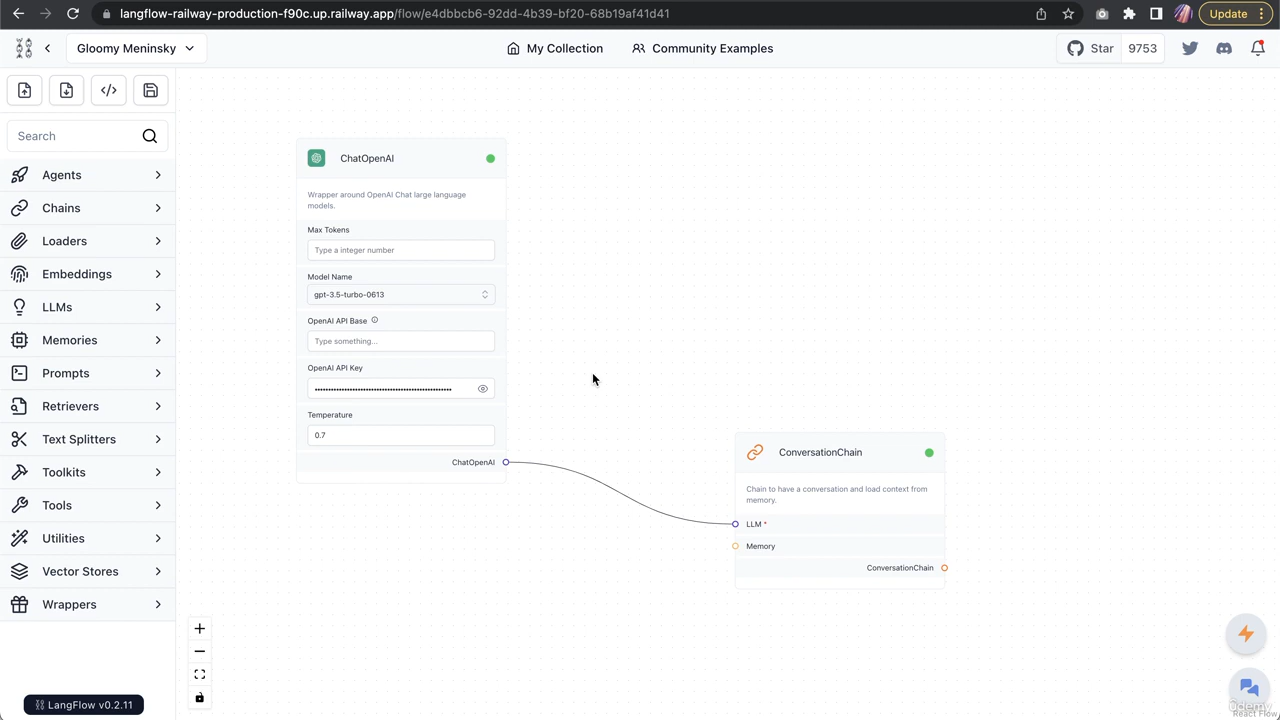 langflow-railway-production-f90c.up.railway.app/flow/e4dbbcb6-92dd-4b39-bf20-68b19af41d41
Update
Gloomy Meninsky
My Collection
Community Examples
Star
9753
Search
Agents
Chains
Loaders
Embeddings
LLMs
Memories
Prompts
Retrievers
Text Splitters
Toolkits
Tools
Utilities
Vector Stores
Wrappers
LangFlow v0.2.11
ChatOpenAI
Wrapper around OpenAI Chat large language
models.
Max Tokens
Type a integer number
Model Name
gpt-3.5-turbo-0613
OpenAI API Base
Type something...
OpenAI API Key
••••••••••••••••••••••••••••••••••••••••••••••••••••
Temperature
0.7
ChatOpenAI
ConversationChain
Chain to have a conversation and load context from
memory.
LLM *
Memory
ConversationChain
Udemy
React Flow